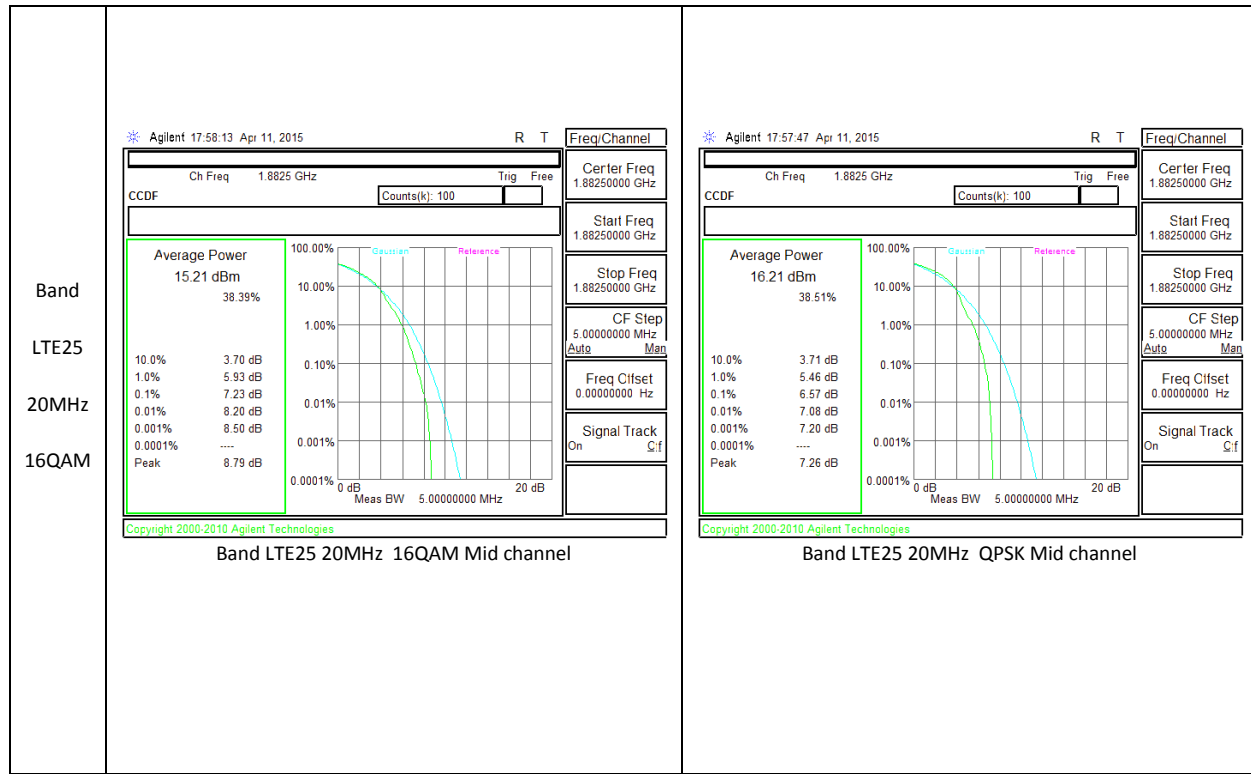 Band
LTE25
20MHz
16QAM
Agilent 17:58:13 Apr 11, 2015 R T
Ch Freq 1.8825 GHz Trig Free
CCDF Counts(k): 100
Average Power
15.21 dBm
38.39%
10.0% 3.70 dB
1.0% 5.93 dB
0.1% 7.23 dB
0.01% 8.20 dB
0.001% 8.50 dB
0.0001% ----
Peak 8.79 dB
100.00% Gaussian Reference
10.00%
1.00%
0.10%
0.01%
0.001%
0.0001%
0 dB 20 dB
Meas BW 5.00000000 MHz
Freq/Channel
Center Freq
1.88250000 GHz
Start Freq
1.88250000 GHz
Stop Freq
1.88250000 GHz
CF Step
5.00000000 MHz
Auto Man
Freq Offset
0.00000000 Hz
Signal Track
On Off
Copyright 2000-2010 Agilent Technologies
Band LTE25 20MHz 16QAM Mid channel
Agilent 17:57:47 Apr 11, 2015 R T
Ch Freq 1.8825 GHz Trig Free
CCDF Counts(k): 100
Average Power
16.21 dBm
38.51%
10.0% 3.71 dB
1.0% 5.46 dB
0.1% 6.57 dB
0.01% 7.08 dB
0.001% 7.20 dB
0.0001% ----
Peak 7.26 dB
100.00% Gaussian Reference
10.00%
1.00%
0.10%
0.01%
0.001%
0.0001%
0 dB 20 dB
Meas BW 5.00000000 MHz
Freq/Channel
Center Freq
1.88250000 GHz
Start Freq
1.88250000 GHz
Stop Freq
1.88250000 GHz
CF Step
5.00000000 MHz
Auto Man
Freq Offset
0.00000000 Hz
Signal Track
On Off
Copyright 2000-2010 Agilent Technologies
Band LTE25 20MHz QPSK Mid channel